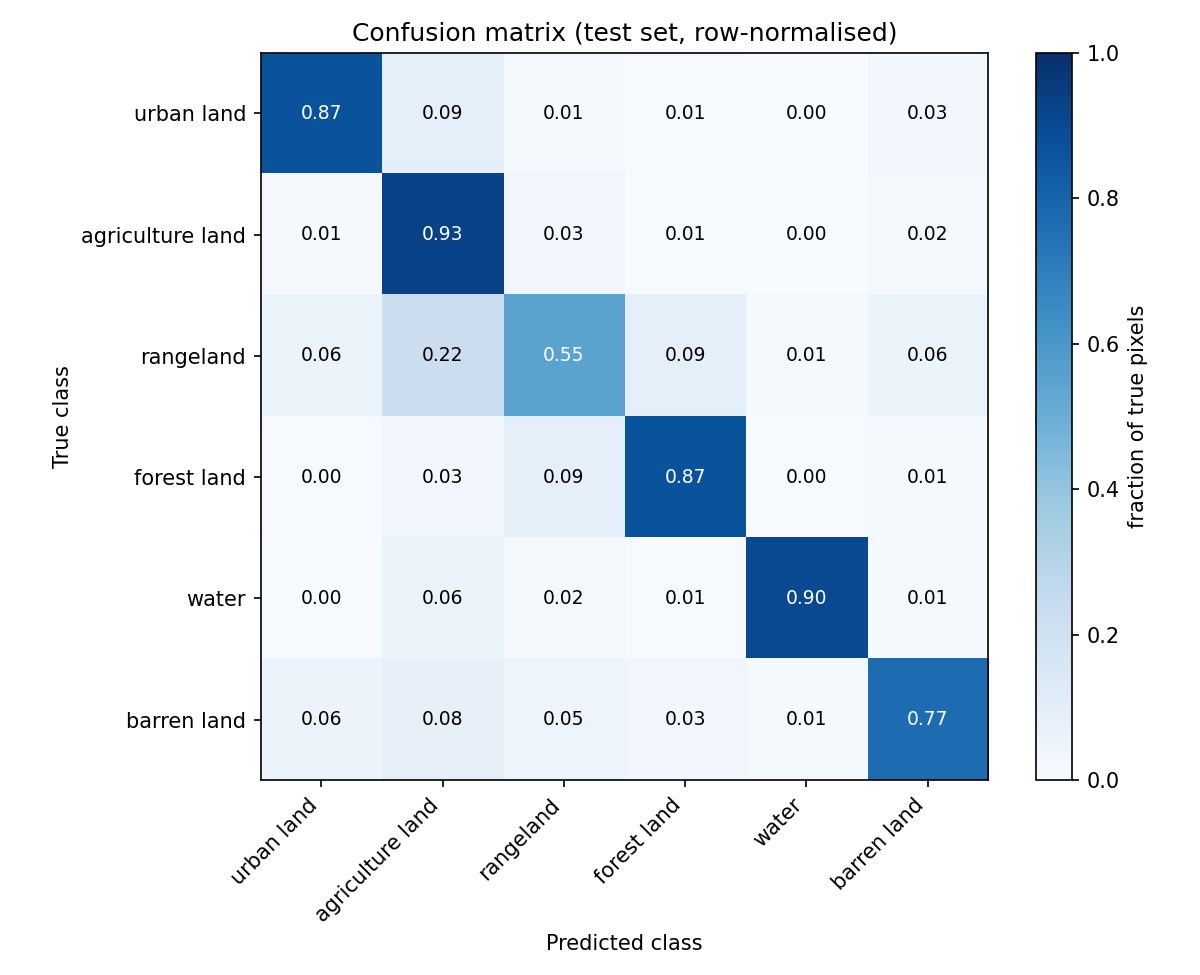 Confusion matrix (test set, row-normalised)
True class
urban land 0.87 0.09 0.01 0.01 0.00 0.03
agriculture land 0.01 0.93 0.03 0.01 0.00 0.02
rangeland 0.06 0.22 0.55 0.09 0.01 0.06
forest land 0.00 0.03 0.09 0.87 0.00 0.01
water 0.00 0.06 0.02 0.01 0.90 0.01
barren land 0.06 0.08 0.05 0.03 0.01 0.77
urban land
agriculture land
rangeland
forest land
water
barren land
Predicted class
1.0
0.8
0.6
0.4
0.2
0.0
fraction of true pixels